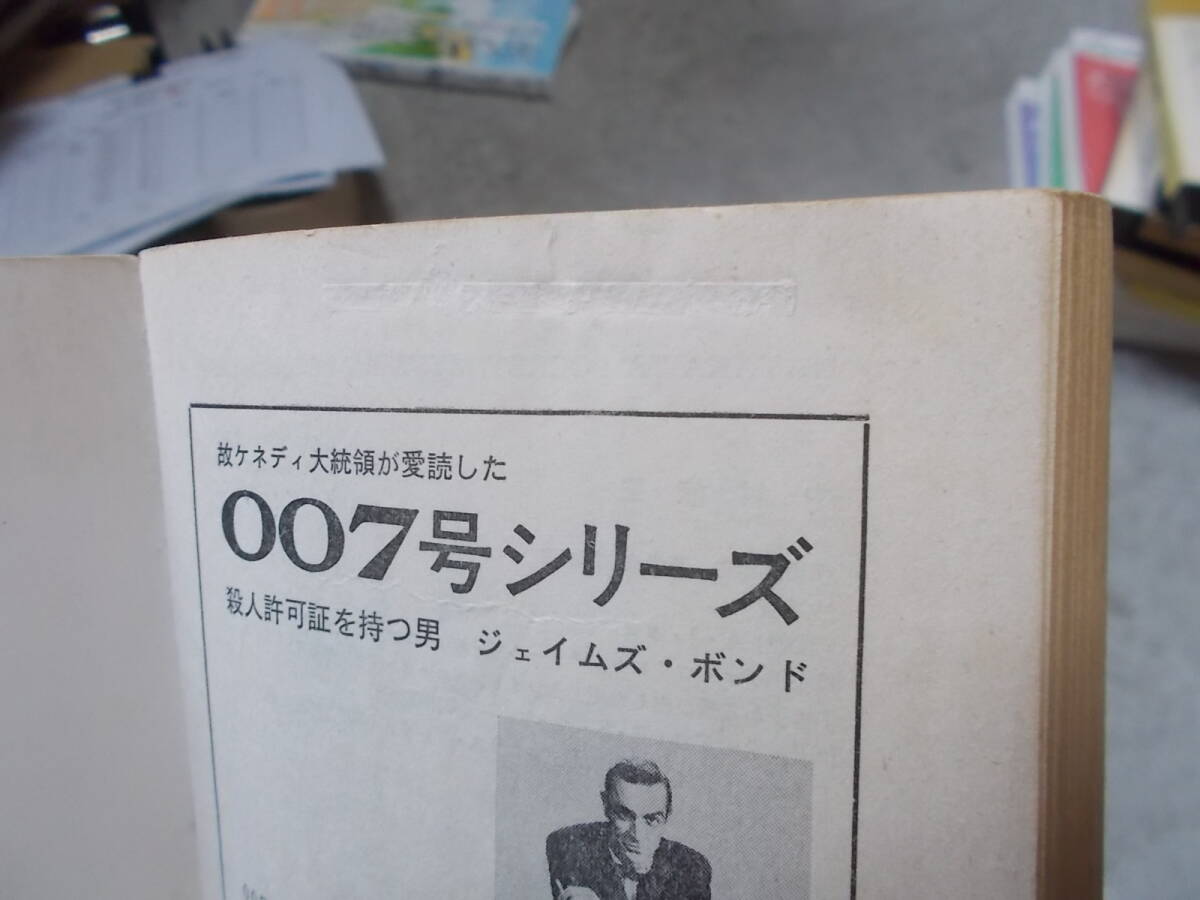 故ケネディ大統領が愛読した
007号シリーズ
殺人許可証を持つ男　ジェイムズ・ボンド